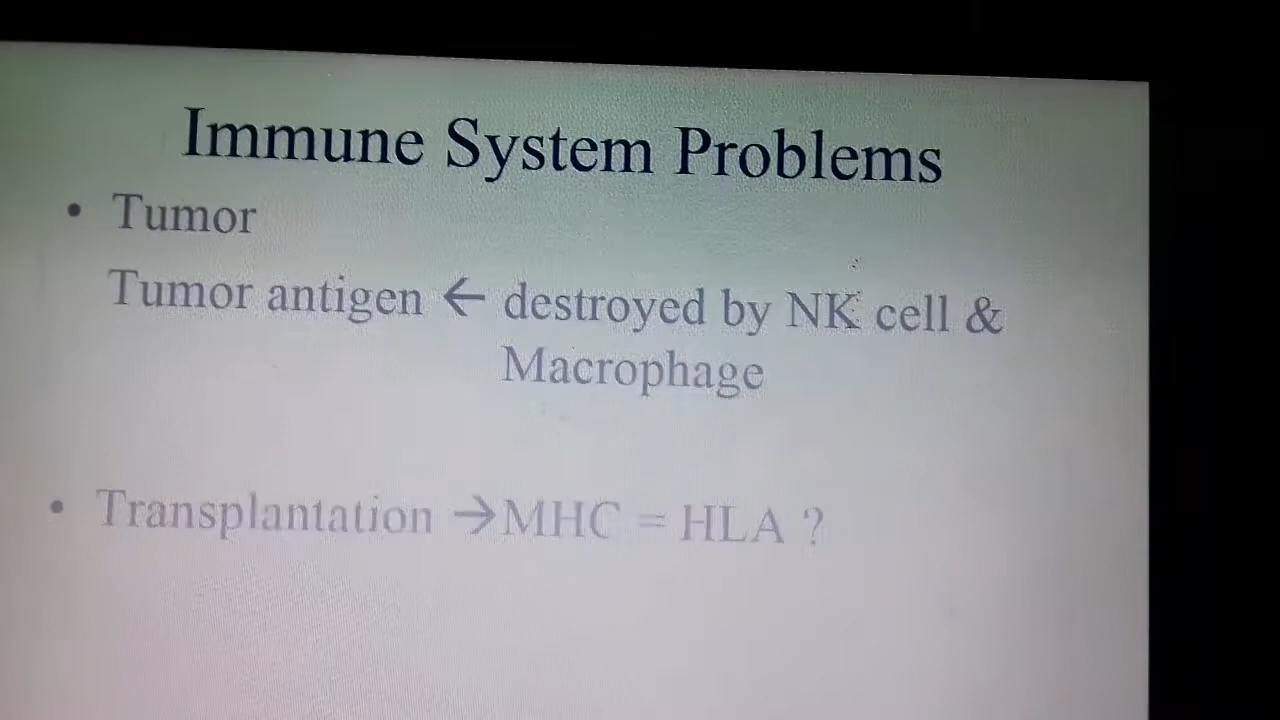 Immune System Problems
• Tumor
Tumor antigen ← destroyed by NK cell &
Macrophage
• Transplantation →MHC = HLA ?